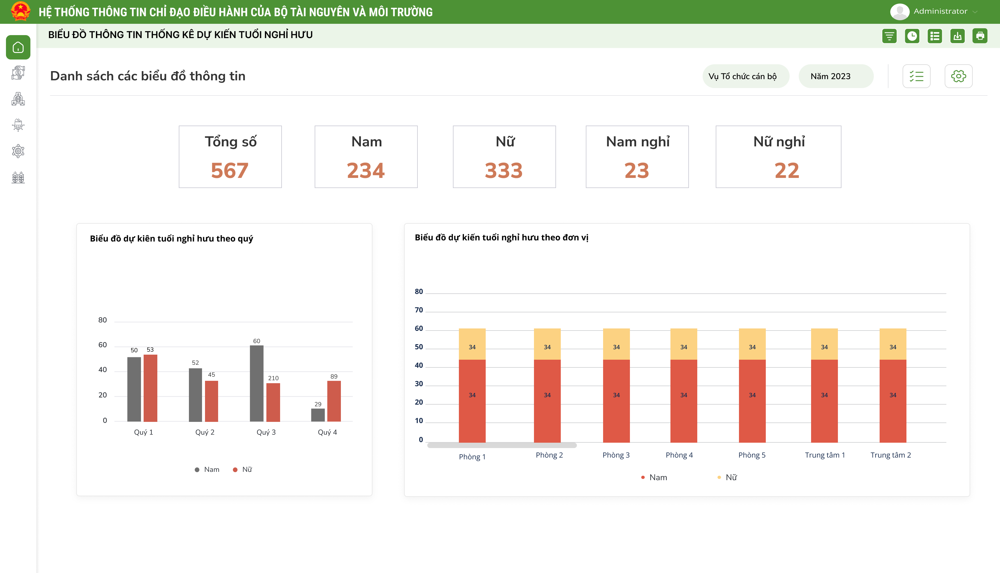 HỆ THỐNG THÔNG TIN CHỈ ĐẠO ĐIỀU HÀNH CỦA BỘ TÀI NGUYÊN VÀ MÔI TRƯỜNG
Administrator
BIỂU ĐỒ THÔNG TIN THỐNG KÊ DỰ KIẾN TUỔI NGHỈ HƯU
Danh sách các biểu đồ thông tin
Vụ Tổ chức cán bộ
Năm 2023
Tổng số
567
Nam
234
Nữ
333
Nam nghỉ
23
Nữ nghỉ
22
Biểu đồ dự kiên tuổi nghỉ hưu theo quý
80
60
40
20
0
50
53
52
45
60
210
29
89
Quý 1
Quý 2
Quý 3
Quý 4
Nam
Nữ
Biểu đồ dự kiến tuổi nghỉ hưu theo đơn vị
80
70
60
50
40
30
20
10
0
34 34 34 34 34 34 34
34 34 34 34 34 34 34
Phòng 1
Phòng 2
Phòng 3
Phòng 4
Phòng 5
Trung tâm 1
Trung tâm 2
Nam
Nữ